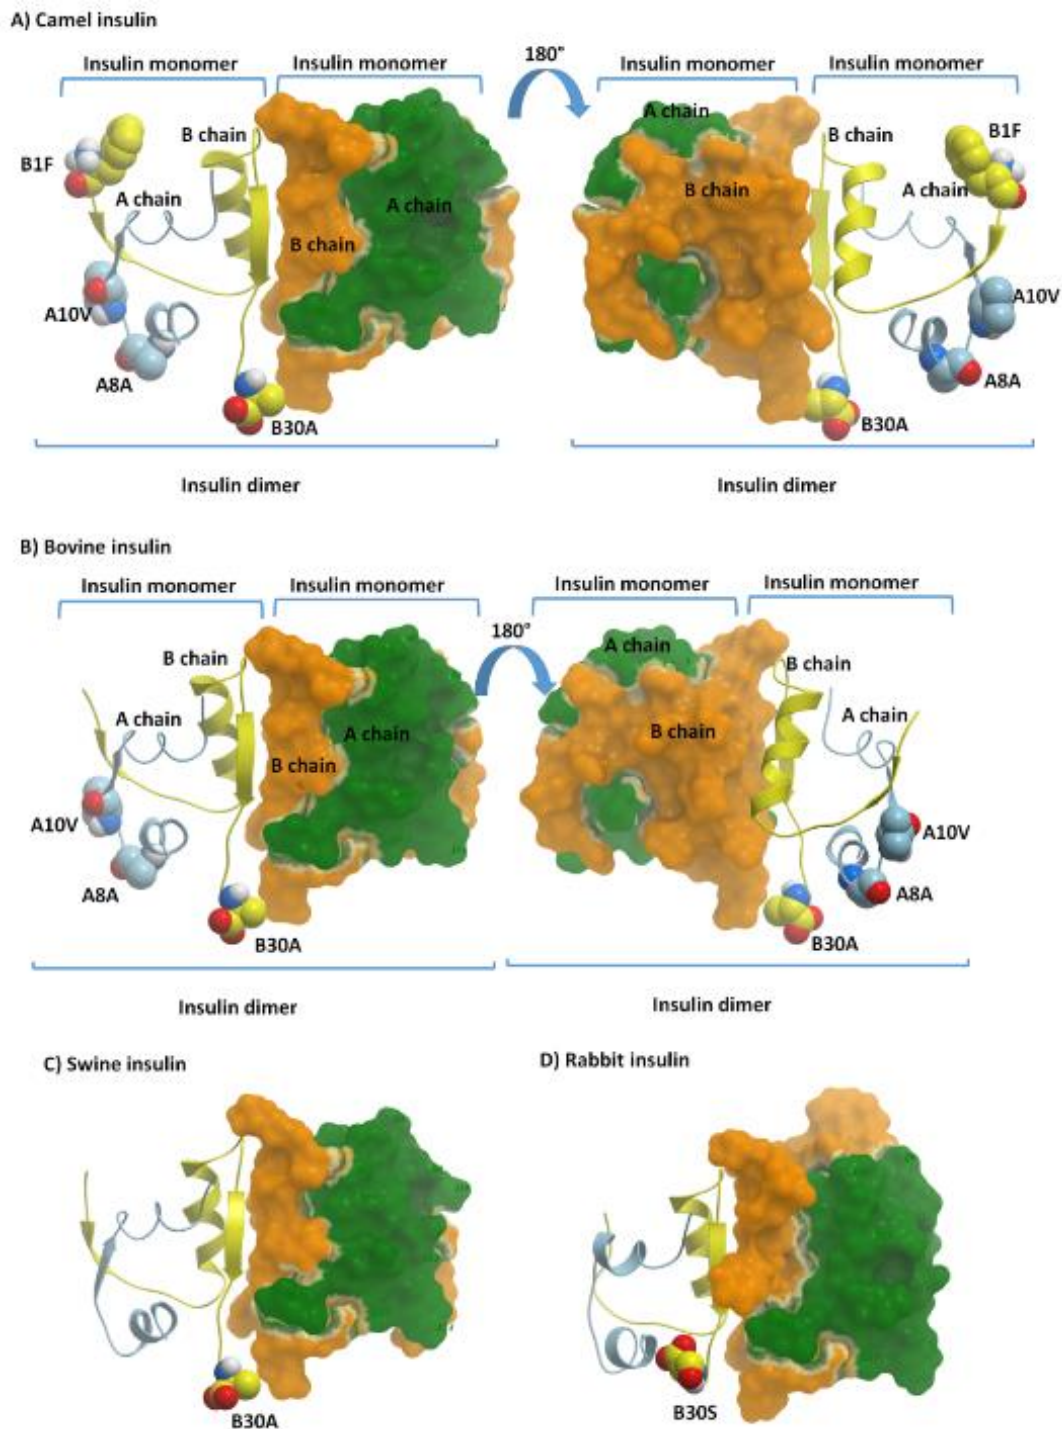 A) Camel insulin
Insulin monomer
Insulin monomer
180°
Insulin monomer
Insulin monomer
B1F
B chain
A chain
B chain
A chain
A10V
A8A
B30A
A chain
B chain
B chain
A chain
B1F
A10V
A8A
B30A
Insulin dimer
Insulin dimer
B) Bovine insulin
Insulin monomer
Insulin monomer
180°
Insulin monomer
Insulin monomer
B chain
A chain
A chain
B chain
A10V
A8A
B30A
A chain
B chain
B chain
A chain
A10V
A8A
B30A
Insulin dimer
Insulin dimer
C) Swine insulin
D) Rabbit insulin
B30A
B30S